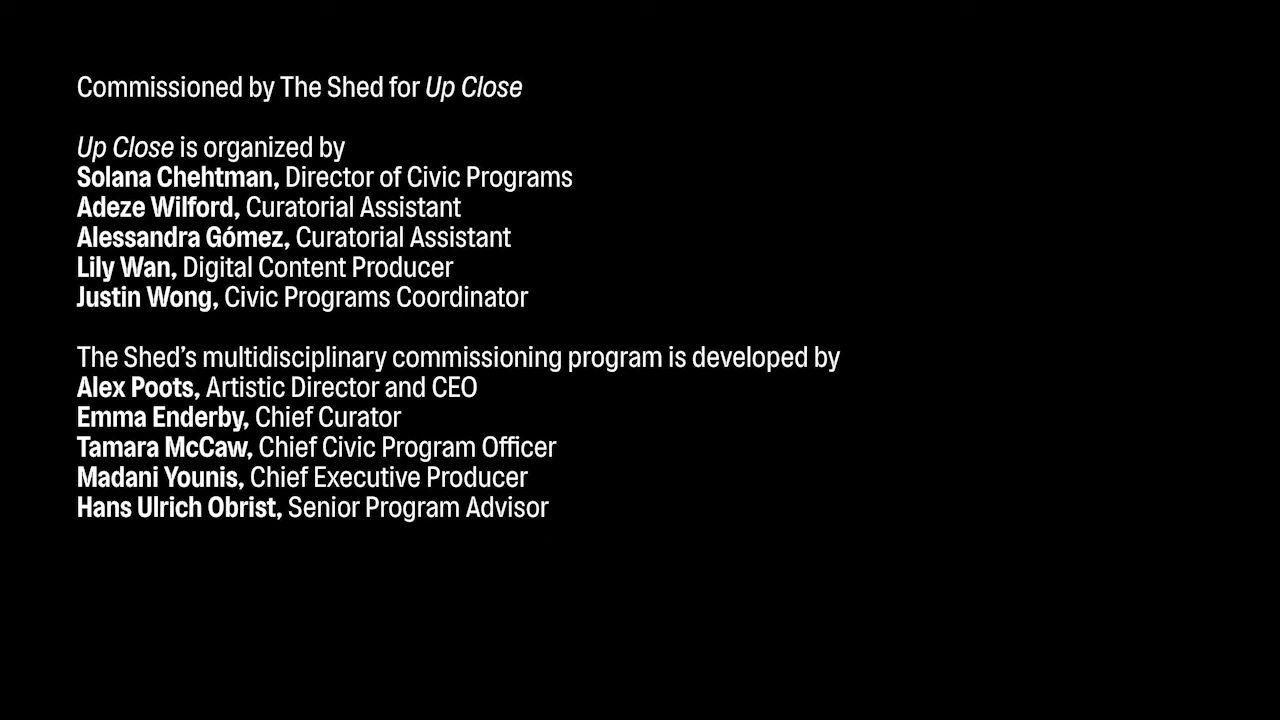 Commissioned by The Shed for Up Close
Up Close is organized by
Solana Chehtman, Director of Civic Programs
Adeze Wilford, Curatorial Assistant
Alessandra Gómez, Curatorial Assistant
Lily Wan, Digital Content Producer
Justin Wong, Civic Programs Coordinator
The Shed’s multidisciplinary commissioning program is developed by
Alex Poots, Artistic Director and CEO
Emma Enderby, Chief Curator
Tamara McCaw, Chief Civic Program Officer
Madani Younis, Chief Executive Producer
Hans Ulrich Obrist, Senior Program Advisor